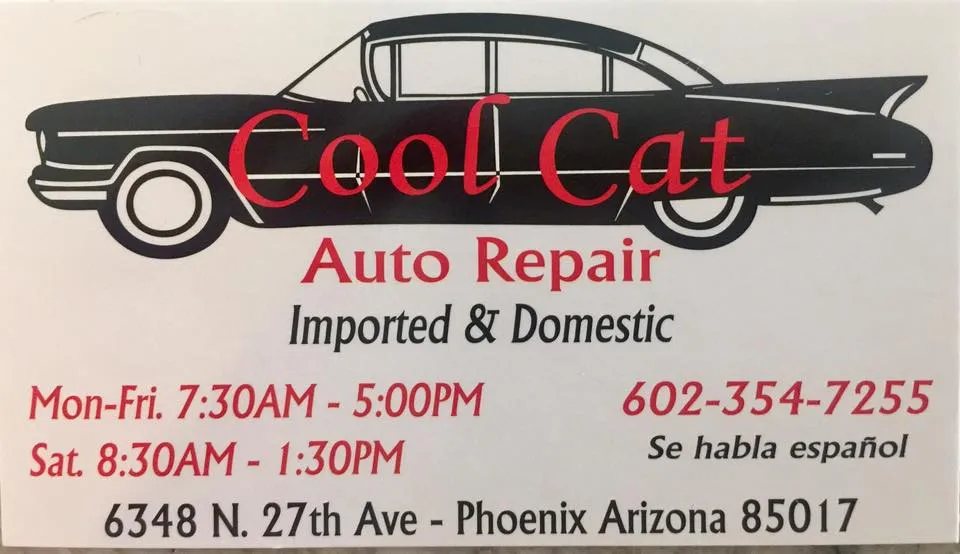 Cool Cat
Auto Repair
Imported & Domestic
Mon-Fri. 7:30AM - 5:00PM
Sat. 8:30AM - 1:30PM
602-354-7255
Se habla español
6348 N. 27th Ave - Phoenix Arizona 85017